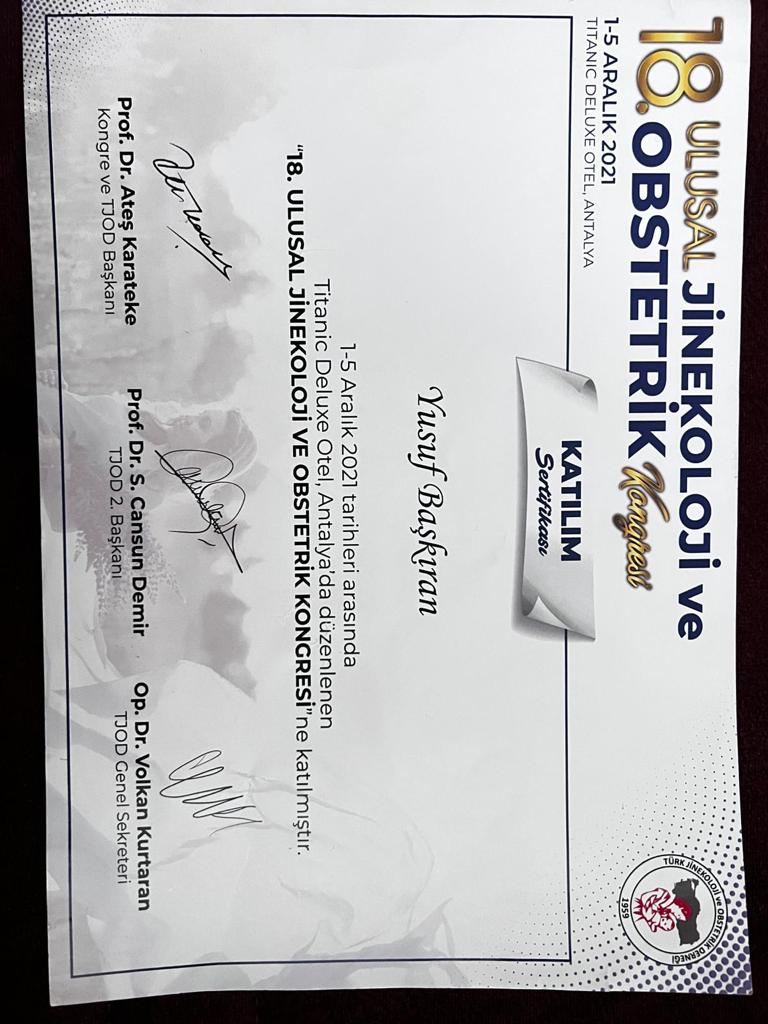 18. ULUSAL JİNEKOLOJİ ve
OBSTETRİK Kongresi
1-5 ARALIK 2021
TITANIC DELUXE OTEL, ANTALYA
TÜRK JİNEKOLOJİ ve OBSTETRİK DERNEĞİ
1959
KATILIM
Sertifikası
Yusuf Başkıran
1-5 Aralık 2021 tarihleri arasında
Titanic Deluxe Otel, Antalya'da düzenlenen
"18. ULUSAL JİNEKOLOJİ VE OBSTETRİK KONGRESİ"ne katılmıştır.
Prof. Dr. Ateş Karateke
Kongre ve TJOD Başkanı
Prof. Dr. S. Cansun Demir
TJOD 2. Başkanı
Op. Dr. Volkan Kurtaran
TJOD Genel Sekreteri